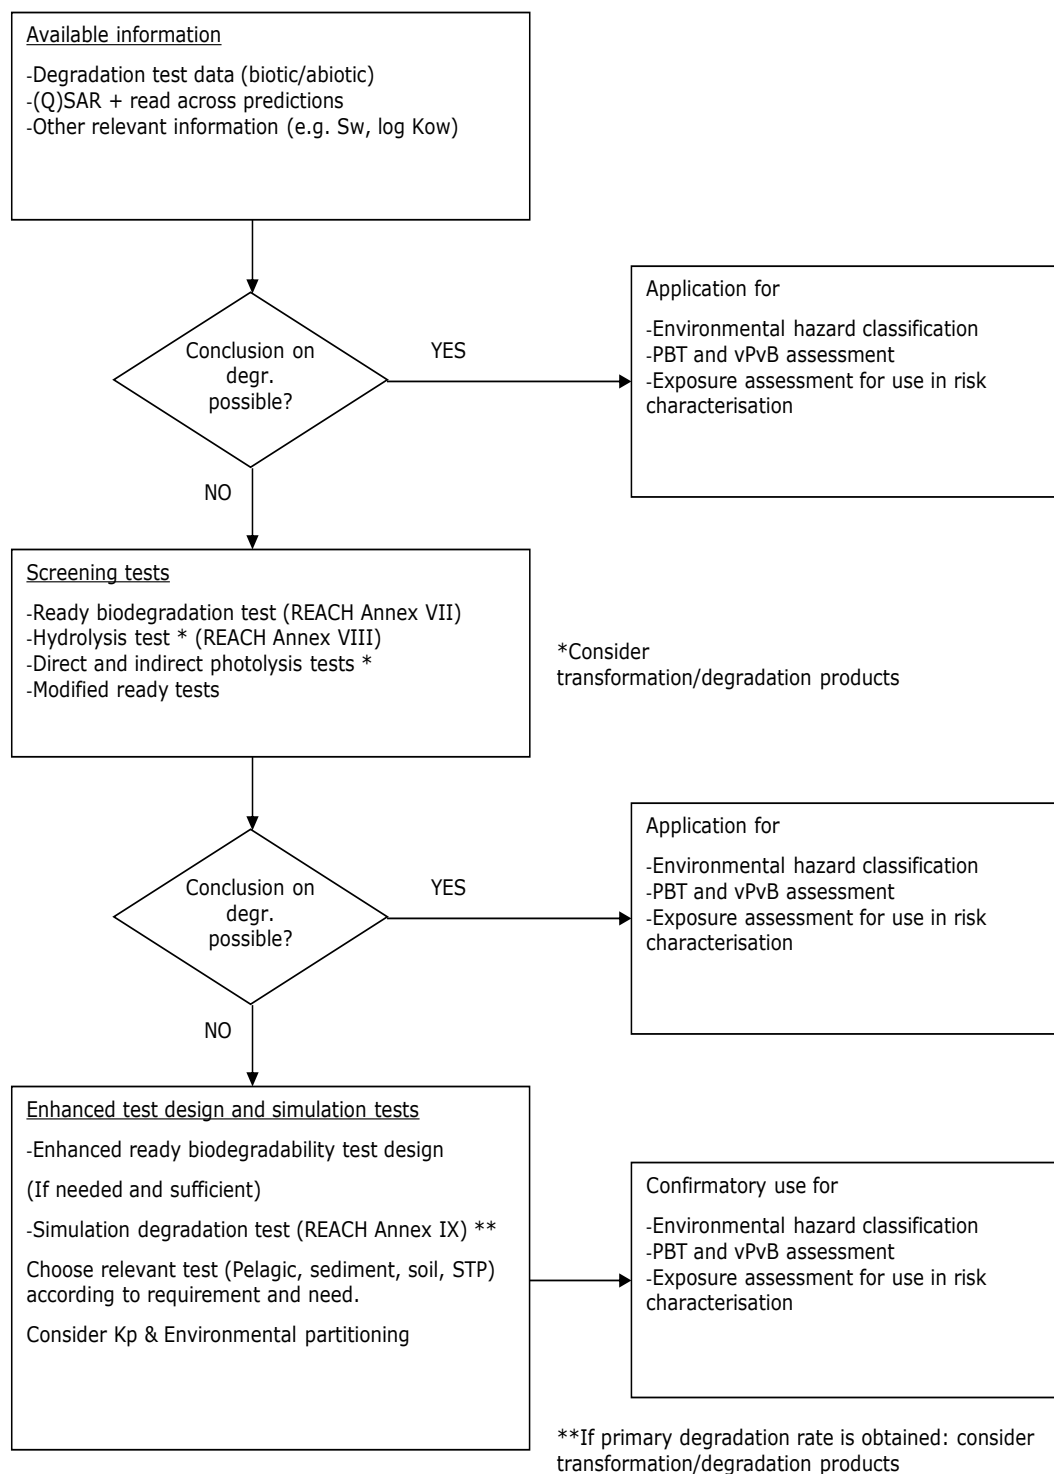 Available information
-Degradation test data (biotic/abiotic)
-(Q)SAR + read across predictions
-Other relevant information (e.g. Sw, log Kow)
Conclusion on
degr.
possible?
YES
Application for
-Environmental hazard classification
-PBT and vPvB assessment
-Exposure assessment for use in risk
characterisation
NO
Screening tests
-Ready biodegradation test (REACH Annex VII)
-Hydrolysis test * (REACH Annex VIII)
-Direct and indirect photolysis tests *
-Modified ready tests
*Consider
transformation/degradation products
Conclusion on
degr.
possible?
YES
Application for
-Environmental hazard classification
-PBT and vPvB assessment
-Exposure assessment for use in risk
characterisation
NO
Enhanced test design and simulation tests
-Enhanced ready biodegradability test design
(If needed and sufficient)
-Simulation degradation test (REACH Annex IX) **
Choose relevant test (Pelagic, sediment, soil, STP)
according to requirement and need.
Consider Kp & Environmental partitioning
Confirmatory use for
-Environmental hazard classification
-PBT and vPvB assessment
-Exposure assessment for use in risk
characterisation
**If primary degradation rate is obtained: consider
transformation/degradation products